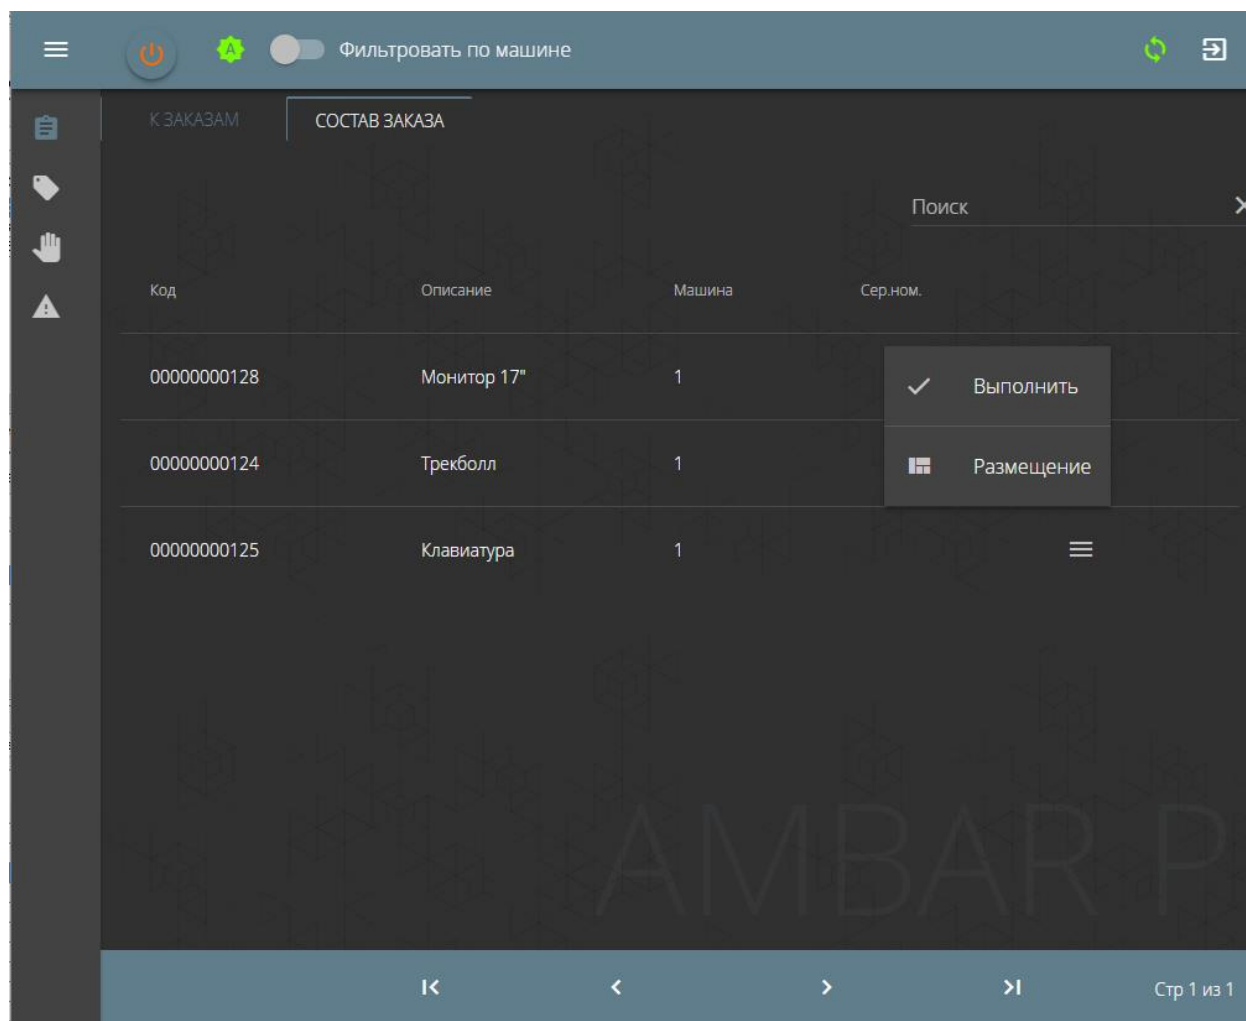 A Фильтровать по машине
К ЗАКАЗАМ СОСТАВ ЗАКАЗА
Поиск
Код Описание Машина Сер.ном.
00000000128 Монитор 17" 1
Выполнить
00000000124 Трекболл 1
Размещение
00000000125 Клавиатура 1
AMBAR P
Стр 1 из 1